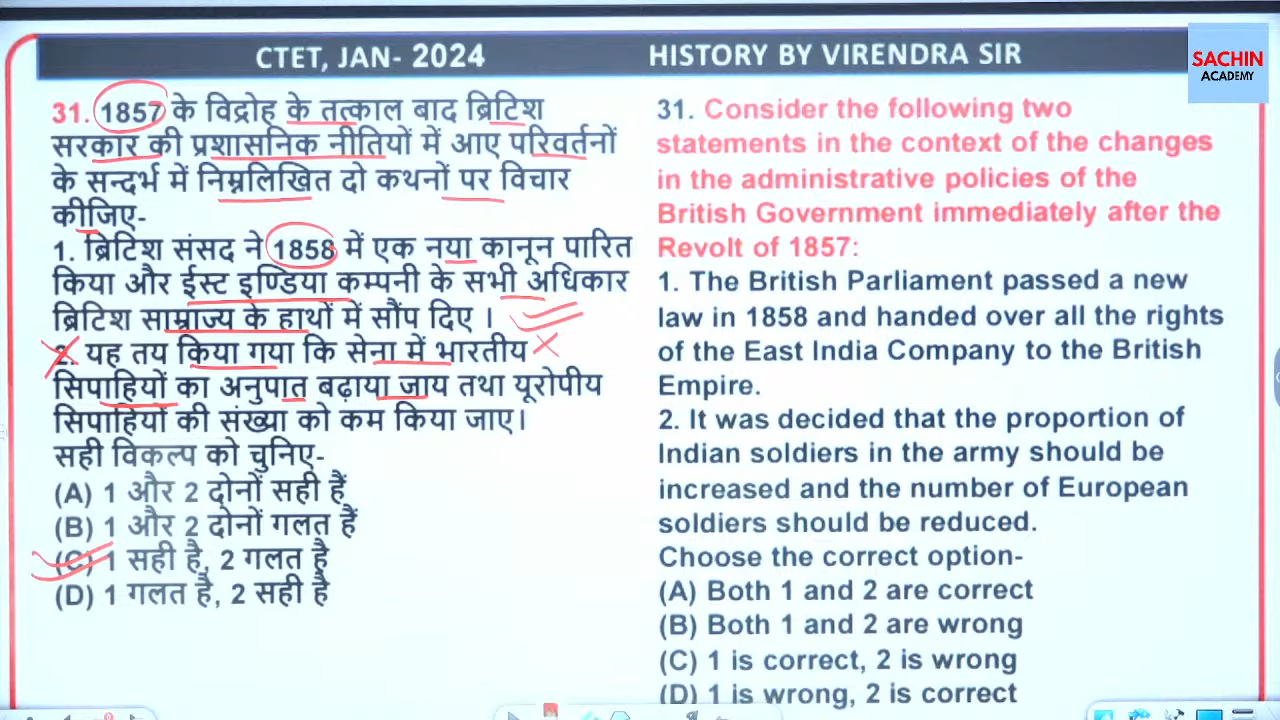 CTET, JAN- 2024
HISTORY BY VIRENDRA SIR
SACHIN
ACADEMY
31. 1857 के विद्रोह के तत्काल बाद ब्रिटिश
सरकार की प्रशासनिक नीतियों में आए परिवर्तनों
के सन्दर्भ में निम्नलिखित दो कथनों पर विचार
कीजिए-
1. ब्रिटिश संसद ने 1858 में एक नया कानून पारित
किया और ईस्ट इण्डिया कम्पनी के सभी अधिकार
ब्रिटिश साम्राज्य के हाथों में सौंप दिए ।
2. यह तय किया गया कि सेना में भारतीय
सिपाहियों का अनुपात बढ़ाया जाय तथा यूरोपीय
सिपाहियों की संख्या को कम किया जाए।
सही विकल्प को चुनिए-
(A) 1 और 2 दोनों सही हैं
(B) 1 और 2 दोनों गलत हैं
(C) 1 सही है, 2 गलत है
(D) 1 गलत है, 2 सही है
31. Consider the following two
statements in the context of the changes
in the administrative policies of the
British Government immediately after the
Revolt of 1857:
1. The British Parliament passed a new
law in 1858 and handed over all the rights
of the East India Company to the British
Empire.
2. It was decided that the proportion of
Indian soldiers in the army should be
increased and the number of European
soldiers should be reduced.
Choose the correct option-
(A) Both 1 and 2 are correct
(B) Both 1 and 2 are wrong
(C) 1 is correct, 2 is wrong
(D) 1 is wrong, 2 is correct